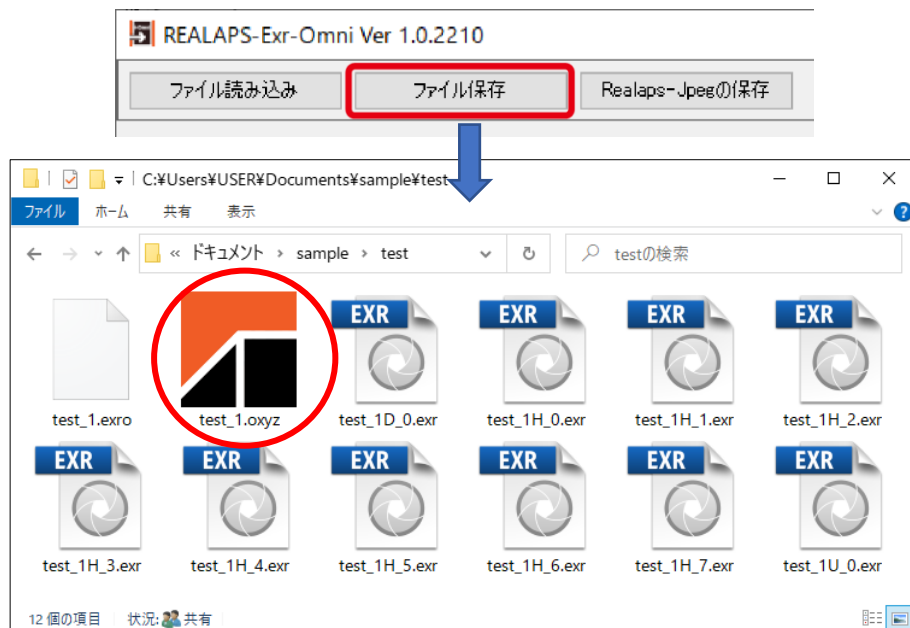 REALAPS-Exr-Omni Ver 1.0.2210
ファイル読み込み ファイル保存 Realaps-Jpegの保存
C:¥Users¥USER¥Documents¥sample¥test
ファイル ホーム 共有 表示
« ドキュメント › sample › test testの検索
EXR EXR EXR EXR
test_1.exro test_1.oxyz test_1D_0.exr test_1H_0.exr test_1H_1.exr test_1H_2.exr
EXR EXR EXR EXR EXR EXR
test_1H_3.exr test_1H_4.exr test_1H_5.exr test_1H_6.exr test_1H_7.exr test_1U_0.exr
12 個の項目 状況: 共有